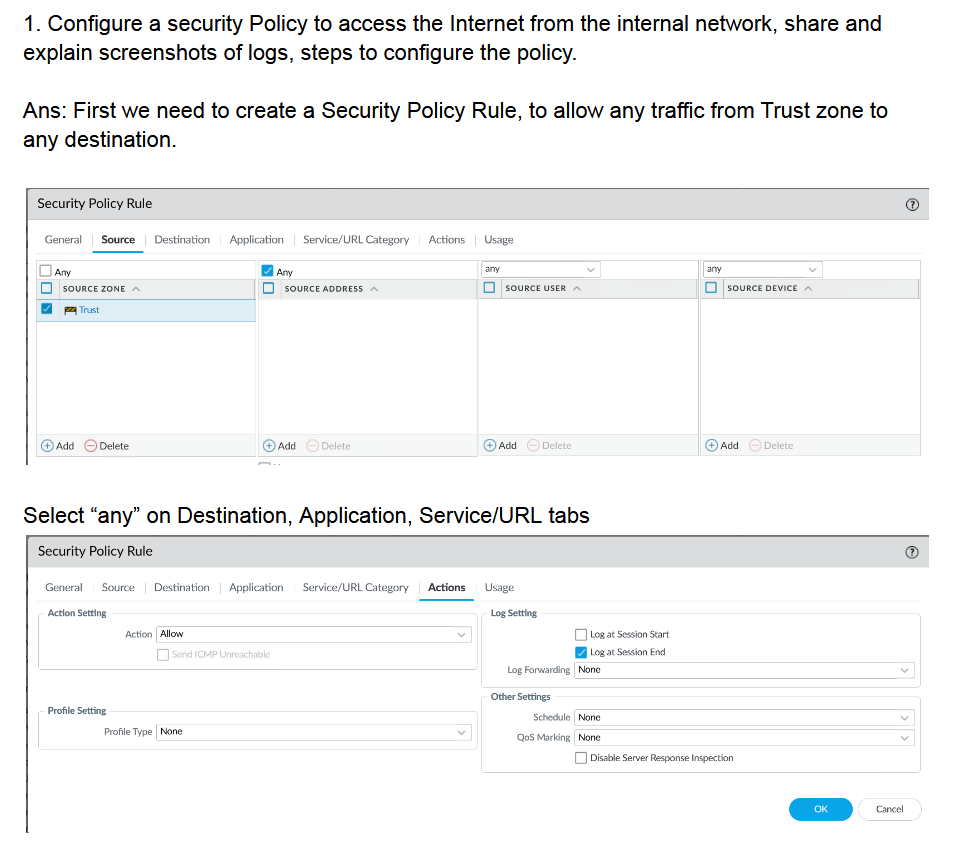 1. Configure a security Policy to access the Internet from the internal network, share and
explain screenshots of logs, steps to configure the policy.
Ans: First we need to create a Security Policy Rule, to allow any traffic from Trust zone to
any destination.
Security Policy Rule
General Source Destination Application Service/URL Category Actions Usage
Any Any any any
SOURCE ZONE SOURCE ADDRESS SOURCE USER SOURCE DEVICE
Trust
Add Delete Add Delete Add Delete Add Delete
Select “any” on Destination, Application, Service/URL tabs
Security Policy Rule
General Source Destination Application Service/URL Category Actions Usage
Action Setting Log Setting
Action Allow Log at Session Start
Send ICMP Unreachable Log at Session End
Log Forwarding None
Other Settings
Profile Setting Schedule None
Profile Type None QoS Marking None
Disable Server Response Inspection
OK Cancel